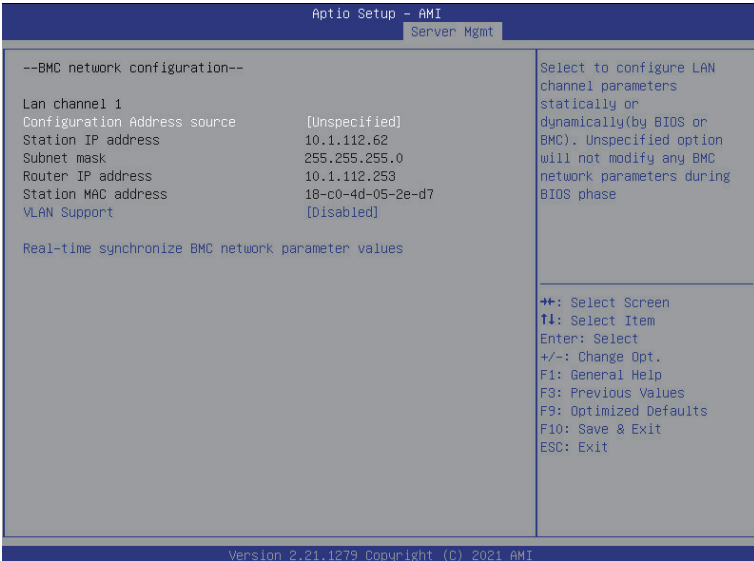 Aptio Setup – AMI
Server Mgmt
--BMC network configuration--
Lan channel 1
Configuration Address source [Unspecified]
Station IP address 10.1.112.62
Subnet mask 255.255.255.0
Router IP address 10.1.112.253
Station MAC address 18-c0-4d-05-2e-d7
VLAN Support [Disabled]
Real-time synchronize BMC network parameter values
Select to configure LAN
channel parameters
statically or
dynamically(by BIOS or
BMC). Unspecified option
will not modify any BMC
network parameters during
BIOS phase
→←: Select Screen
↑↓: Select Item
Enter: Select
+/-: Change Opt.
F1: General Help
F3: Previous Values
F9: Optimized Defaults
F10: Save & Exit
ESC: Exit
Version 2.21.1279 Copyright (C) 2021 AMI